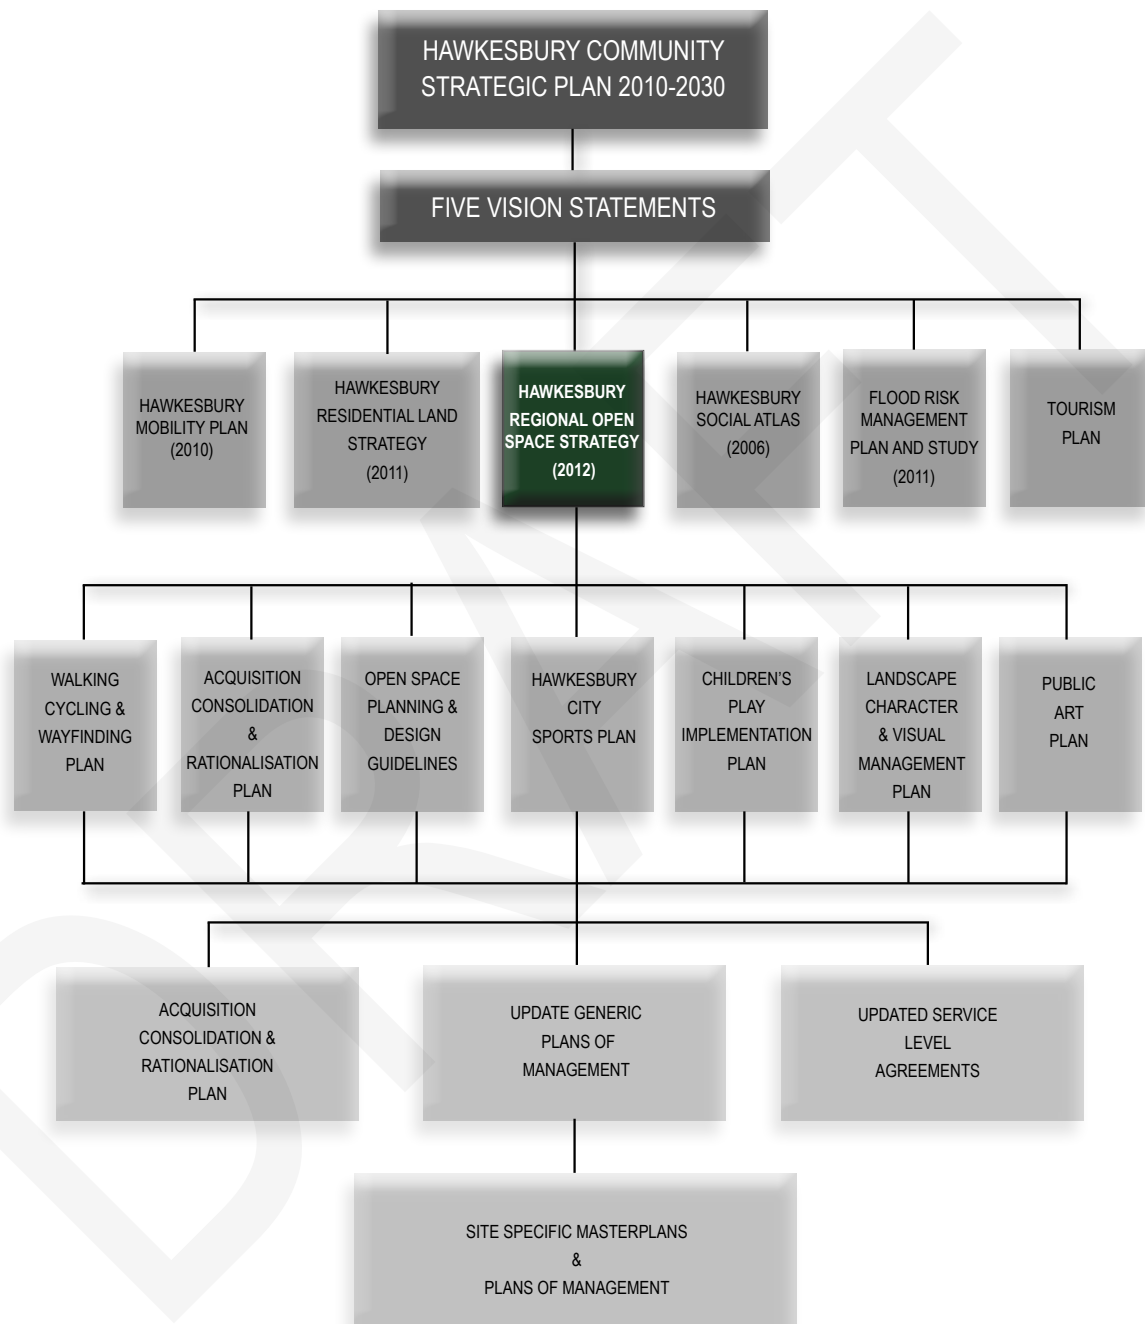 HAWKESBURY COMMUNITY
STRATEGIC PLAN 2010-2030
FIVE VISION STATEMENTS
HAWKESBURY
MOBILITY PLAN
(2010)
HAWKESBURY
RESIDENTIAL LAND
STRATEGY
(2011)
HAWKESBURY
REGIONAL OPEN
SPACE STRATEGY
(2012)
HAWKESBURY
SOCIAL ATLAS
(2006)
FLOOD RISK
MANAGEMENT
PLAN AND STUDY
(2011)
TOURISM
PLAN
WALKING
CYCLING &
WAYFINDING
PLAN
ACQUISITION
CONSOLIDATION
&
RATIONALISATION
PLAN
OPEN SPACE
PLANNING &
DESIGN
GUIDELINES
HAWKESBURY
CITY
SPORTS PLAN
CHILDREN'S
PLAY
IMPLEMENTATION
PLAN
LANDSCAPE
CHARACTER
& VISUAL
MANAGEMENT
PLAN
PUBLIC
ART
PLAN
ACQUISITION
CONSOLIDATION &
RATIONALISATION
PLAN
UPDATE GENERIC
PLANS OF
MANAGEMENT
UPDATED SERVICE
LEVEL
AGREEMENTS
SITE SPECIFIC MASTERPLANS
&
PLANS OF MANAGEMENT
DRAFT